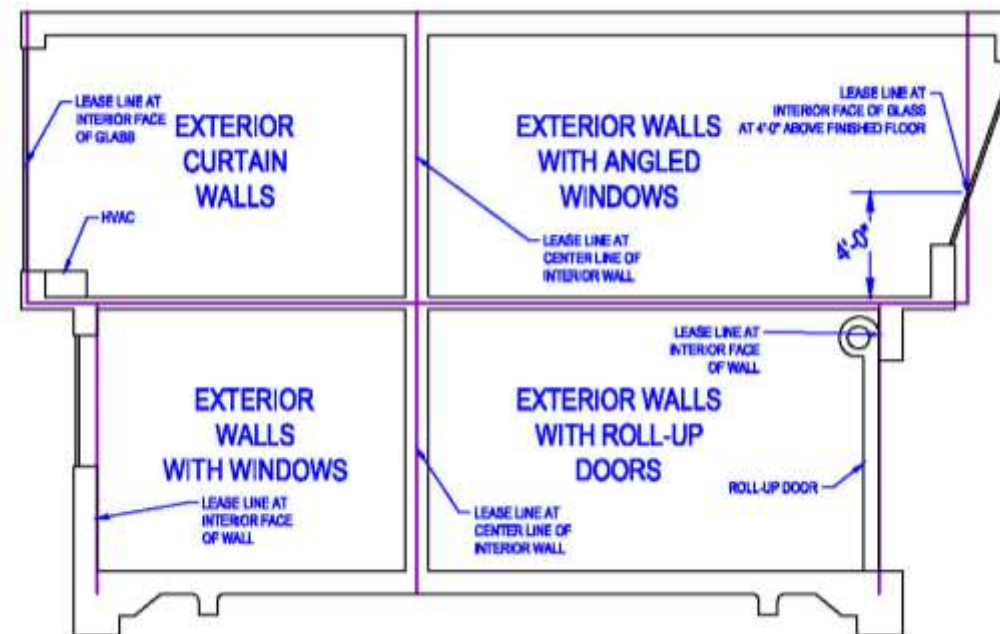 LEASE LINE AT
INTERIOR FACE
OF GLASS
EXTERIOR
CURTAIN
WALLS
HVAC
EXTERIOR WALLS
WITH ANGLED
WINDOWS
LEASE LINE AT
INTERIOR FACE OF GLASS
AT 4'-0" ABOVE FINISHED FLOOR
LEASE LINE AT
CENTER LINE OF
INTERIOR WALL
4'-0"
EXTERIOR
WALLS
WITH WINDOWS
LEASE LINE AT
INTERIOR FACE
OF WALL
EXTERIOR WALLS
WITH ROLL-UP
DOORS
LEASE LINE AT
INTERIOR FACE
OF WALL
ROLL-UP DOOR
LEASE LINE AT
CENTER LINE OF
INTERIOR WALL